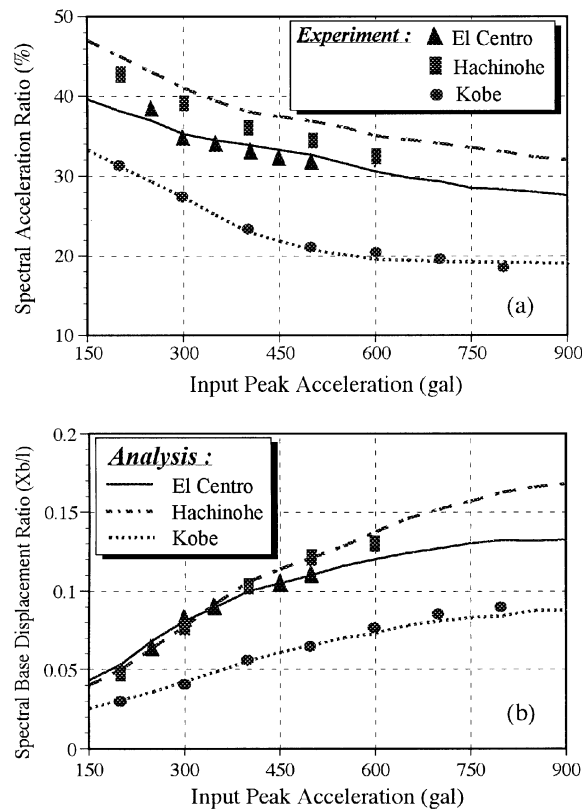 50
40
30
20
10
Spectral Acceleration Ratio (%)
Experiment :
El Centro
Hachinohe
Kobe
(a)
150 300 450 600 750 900
Input Peak Acceleration (gal)
0.2
0.15
0.1
0.05
0
Spectral Base Displacement Ratio (Xb/l)
Analysis :
El Centro
Hachinohe
Kobe
(b)
150 300 450 600 750 900
Input Peak Acceleration (gal)